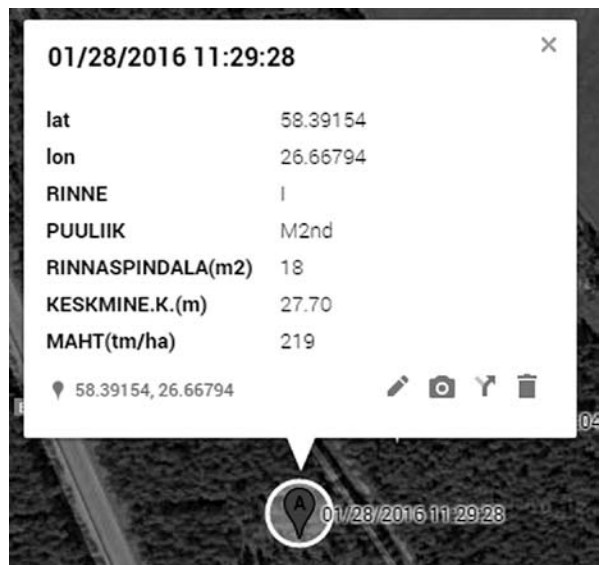 01/28/2016 11:29:28
lat 58.39154
lon 26.66794
RINNE I
PUULIIK M2nd
RINNASPINDALA(m2) 18
KESKMINE.K.(m) 27.70
MAHT(tm/ha) 219
58.39154, 26.66794
:04
A 01/28/2016 11:29:28